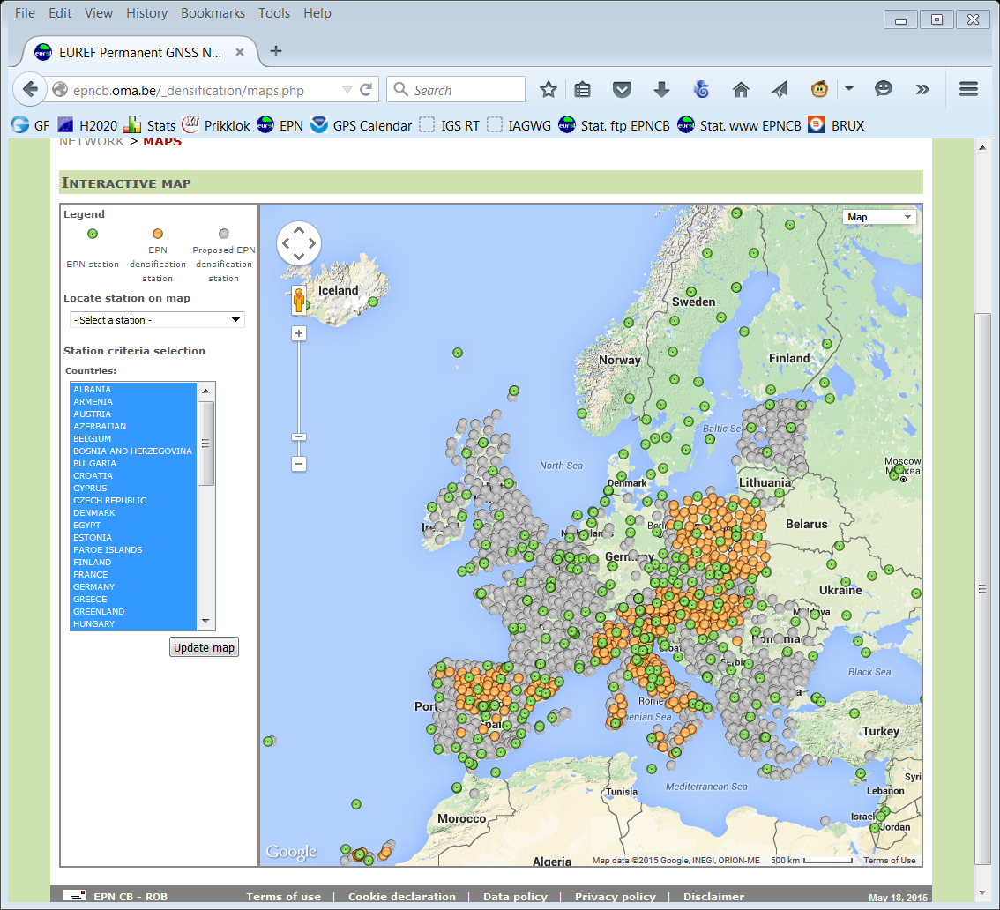 File Edit View History Bookmarks Tools Help
EUREF Permanent GNSS N...
epncb.oma.be/_densification/maps.php
Search
GF H2020 Stats Prikklok EPN GPS Calendar IGS RT IAGWG Stat. ftp EPNCB Stat. www EPNCB BRUX
NETWORK > MAPS
INTERACTIVE MAP
Legend
EPN station
EPN densification station
Proposed EPN densification station
Locate station on map
- Select a station -
Station criteria selection
Countries:
ALBANIA
ARMENIA
AUSTRIA
AZERBAIJAN
BELGIUM
BOSNIA AND HERZEGOVINA
BULGARIA
CROATIA
CYPRUS
CZECH REPUBLIC
DENMARK
EGYPT
ESTONIA
FAROE ISLANDS
FINLAND
FRANCE
GERMANY
GREECE
GREENLAND
HUNGARY
Update map
Map
Iceland
Sweden
Norway
Finland
Baltic Sea
North Sea
Moscow
Denmark
Lithuania
Belarus
Germany
Ukraine
Black Sea
Turkey
Mediterranean Sea
Tunisia
Lebanon
Israel
Jordan
Morocco
Algeria
Google
Map data ©2015 Google, INEGI, ORION-ME 500 km Terms of Use
EPN CB - ROB Terms of use | Cookie declaration | Data policy | Privacy policy | Disclaimer May 18, 2015